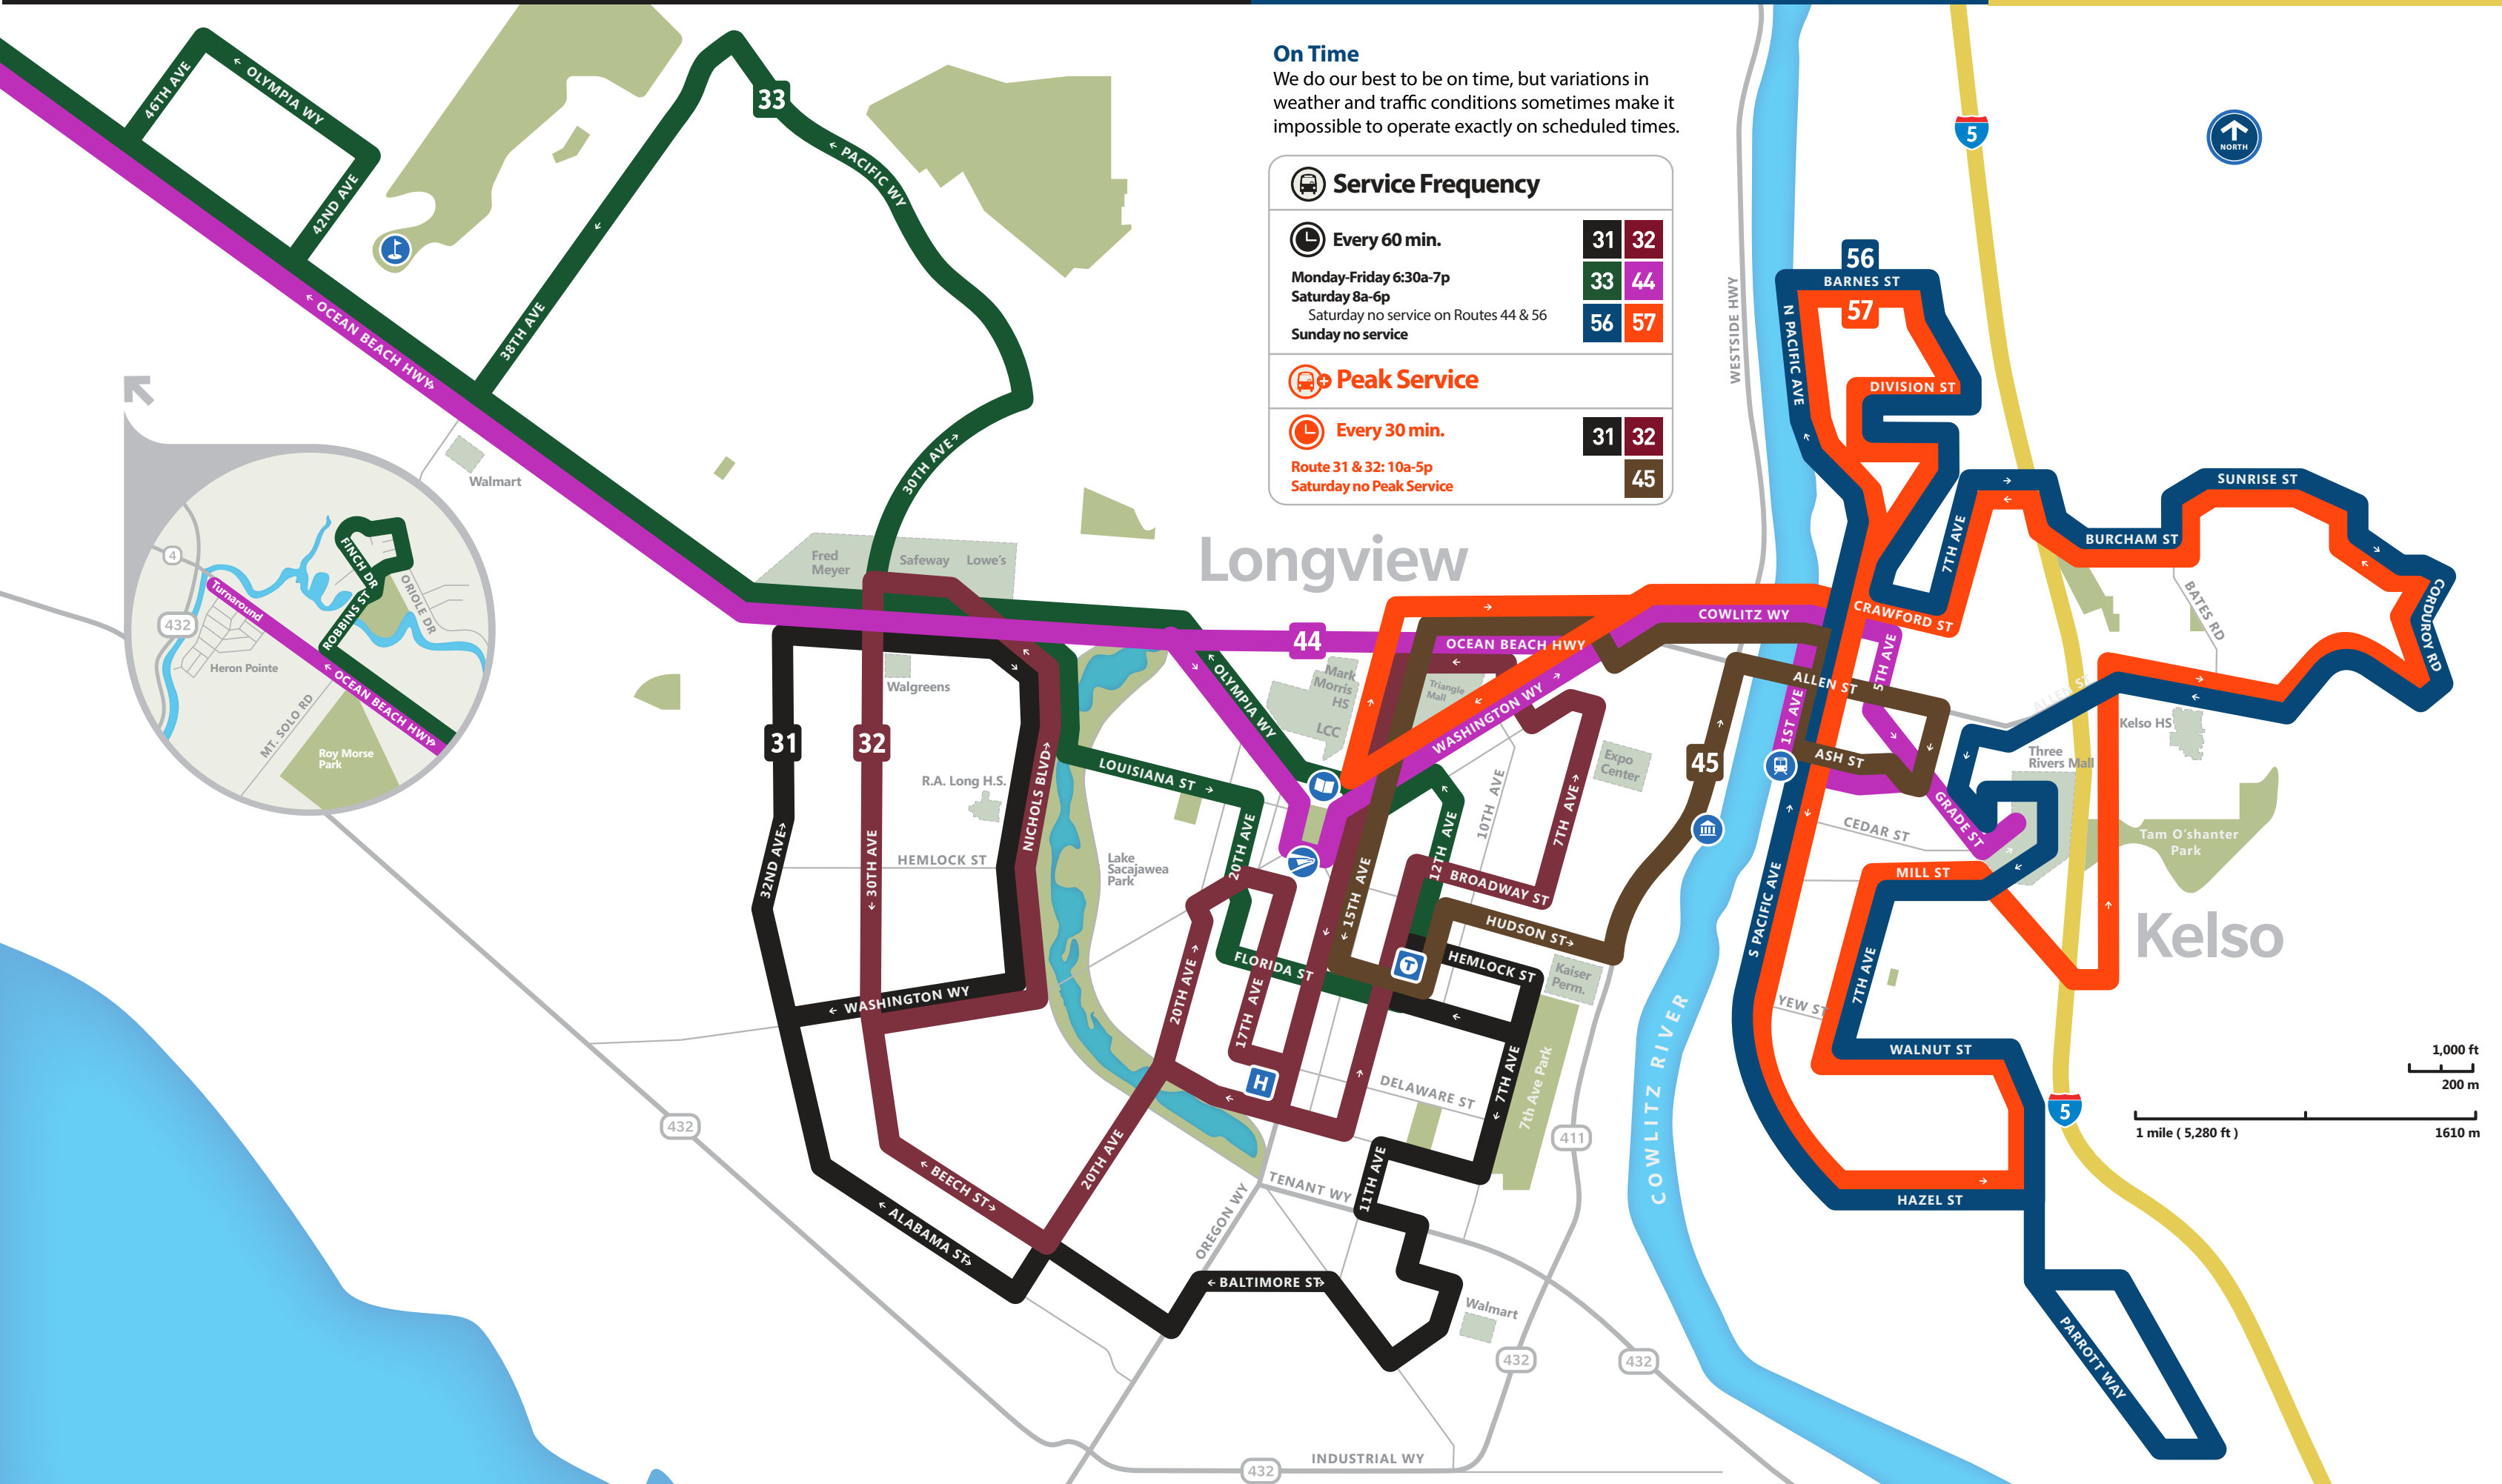 On Time
We do our best to be on time, but variations in
weather and traffic conditions sometimes make it
impossible to operate exactly on scheduled times.
Service Frequency
Every 60 min.
31 32
Monday-Friday 6:30a-7p
33 44
Saturday 8a-6p
Saturday no service on Routes 44 & 56
56 57
Sunday no service
Peak Service
Every 30 min.
31 32
Route 31 & 32: 10a-5p
Saturday no Peak Service
45
NORTH
5
46TH AVE
OLYMPIA WY
42ND AVE
33
PACIFIC WY
38TH AVE
OCEAN BEACH HWY
30TH AVE
Walmart
Fred
Meyer
Safeway
Lowe's
Longview
WESTSIDE HWY
56
BARNES ST
57
N PACIFIC AVE
DIVISION ST
SUNRISE ST
BURCHAM ST
7TH AVE
BATES RD
CORDUROY RD
CRAWFORD ST
COWLITZ WY
5TH AVE
ALLEN ST
ALLEN ST
1ST AVE
ASH ST
GRADE ST
CEDAR ST
Kelso HS
Three
Rivers Mall
Tam O'shanter
Park
Kelso
MILL ST
7TH AVE
S PACIFIC AVE
YEW ST
WALNUT ST
HAZEL ST
PARROTT WAY
5
1,000 ft
200 m
1 mile ( 5,280 ft )
1610 m
4
432
Turnaround
FINCH DR
ROBBINS ST
ORIOLE DR
Heron Pointe
MT. SOLO RD
OCEAN BEACH HWY
Roy Morse
Park
31
32
Walgreens
R.A. Long H.S.
HEMLOCK ST
32ND AVE
30TH AVE
NICHOLS BLVD
WASHINGTON WY
Lake
Sacajawea
Park
LOUISIANA ST
20TH AVE
OLYMPIA WY
44
OCEAN BEACH HWY
Mark
Morris
HS
LCC
Triangle
Mall
WASHINGTON WY
10TH AVE
Expo
Center
7TH AVE
12TH AVE
BROADWAY ST
15TH AVE
45
HUDSON ST
HEMLOCK ST
T
Kaiser
Perm.
FLORIDA ST
17TH AVE
20TH AVE
H
DELAWARE ST
7TH AVE
7th Ave Park
411
COWLITZ RIVER
432
BEECH ST
20TH AVE
ALABAMA ST
OREGON WY
TENANT WY
11TH AVE
BALTIMORE ST
Walmart
432
432
INDUSTRIAL WY
432